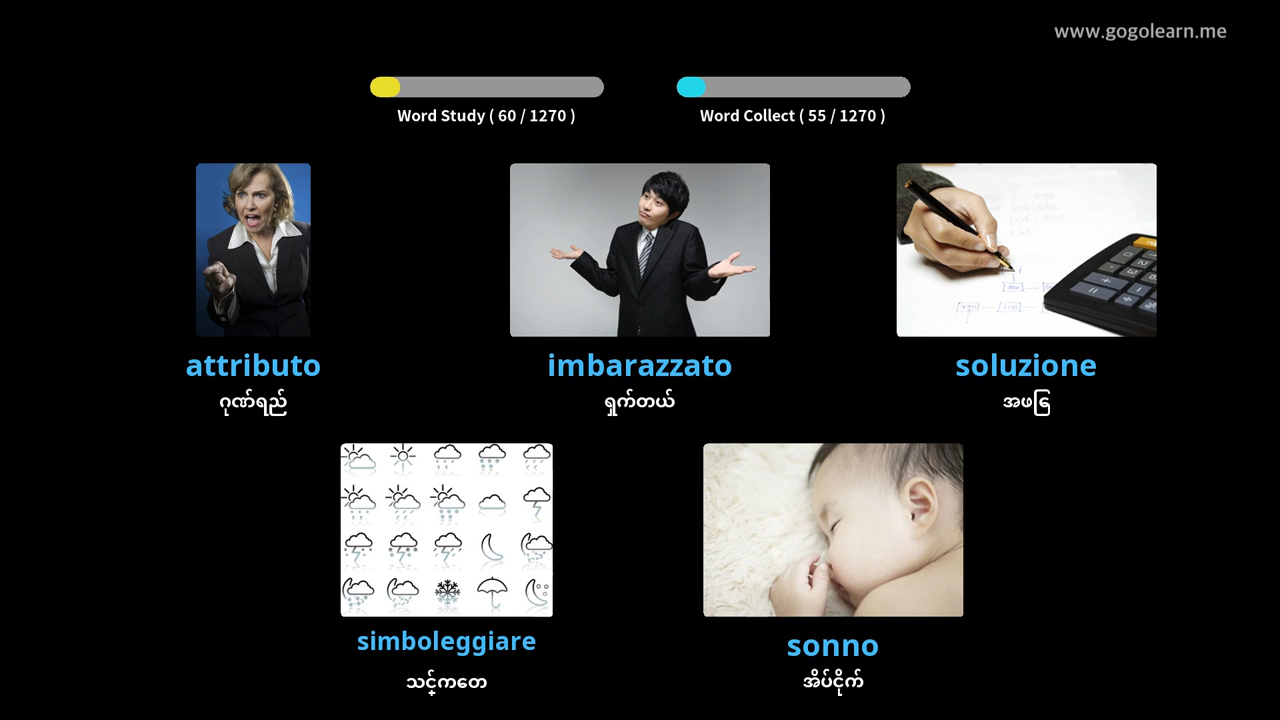 www.gogolearn.me
Word Study ( 60 / 1270 )
Word Collect ( 55 / 1270 )
attributo
ဂုဏ်ရည်
imbarazzato
ရှက်တယ်
soluzione
အဖြေ
simboleggiare
သင်္ကတေ
sonno
အိပ်ငိုက်